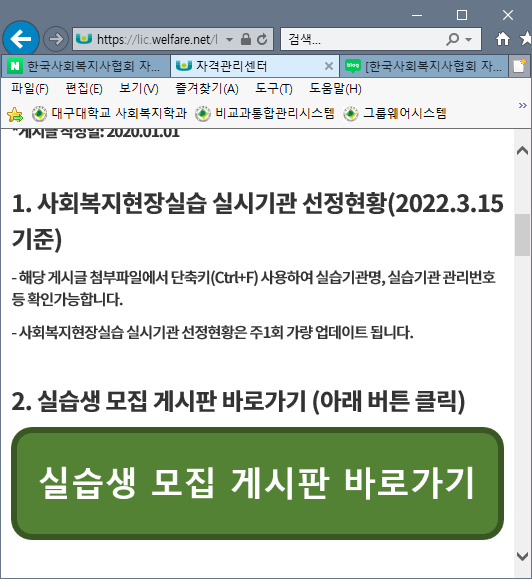 https://lic.welfare.net/l
검색...
한국사회복지사협회 자...
자격관리센터
[한국사회복지사협회 자...
파일(F) 편집(E) 보기(V) 즐겨찾기(A) 도구(T) 도움말(H)
대구대학교 사회복지학과 비교과통합관리시스템 그룹웨어시스템
*게시글 작성일: 2020.01.01
1. 사회복지현장실습 실시기관 선정현황(2022.3.15
기준)
- 해당 게시글 첨부파일에서 단축키(Ctrl+F) 사용하여 실습기관명, 실습기관 관리번호
등 확인가능합니다.
- 사회복지현장실습 실시기관 선정현황은 주1회 가량 업데이트 됩니다.
2. 실습생 모집 게시판 바로가기 (아래 버튼 클릭)
실습생 모집 게시판 바로가기